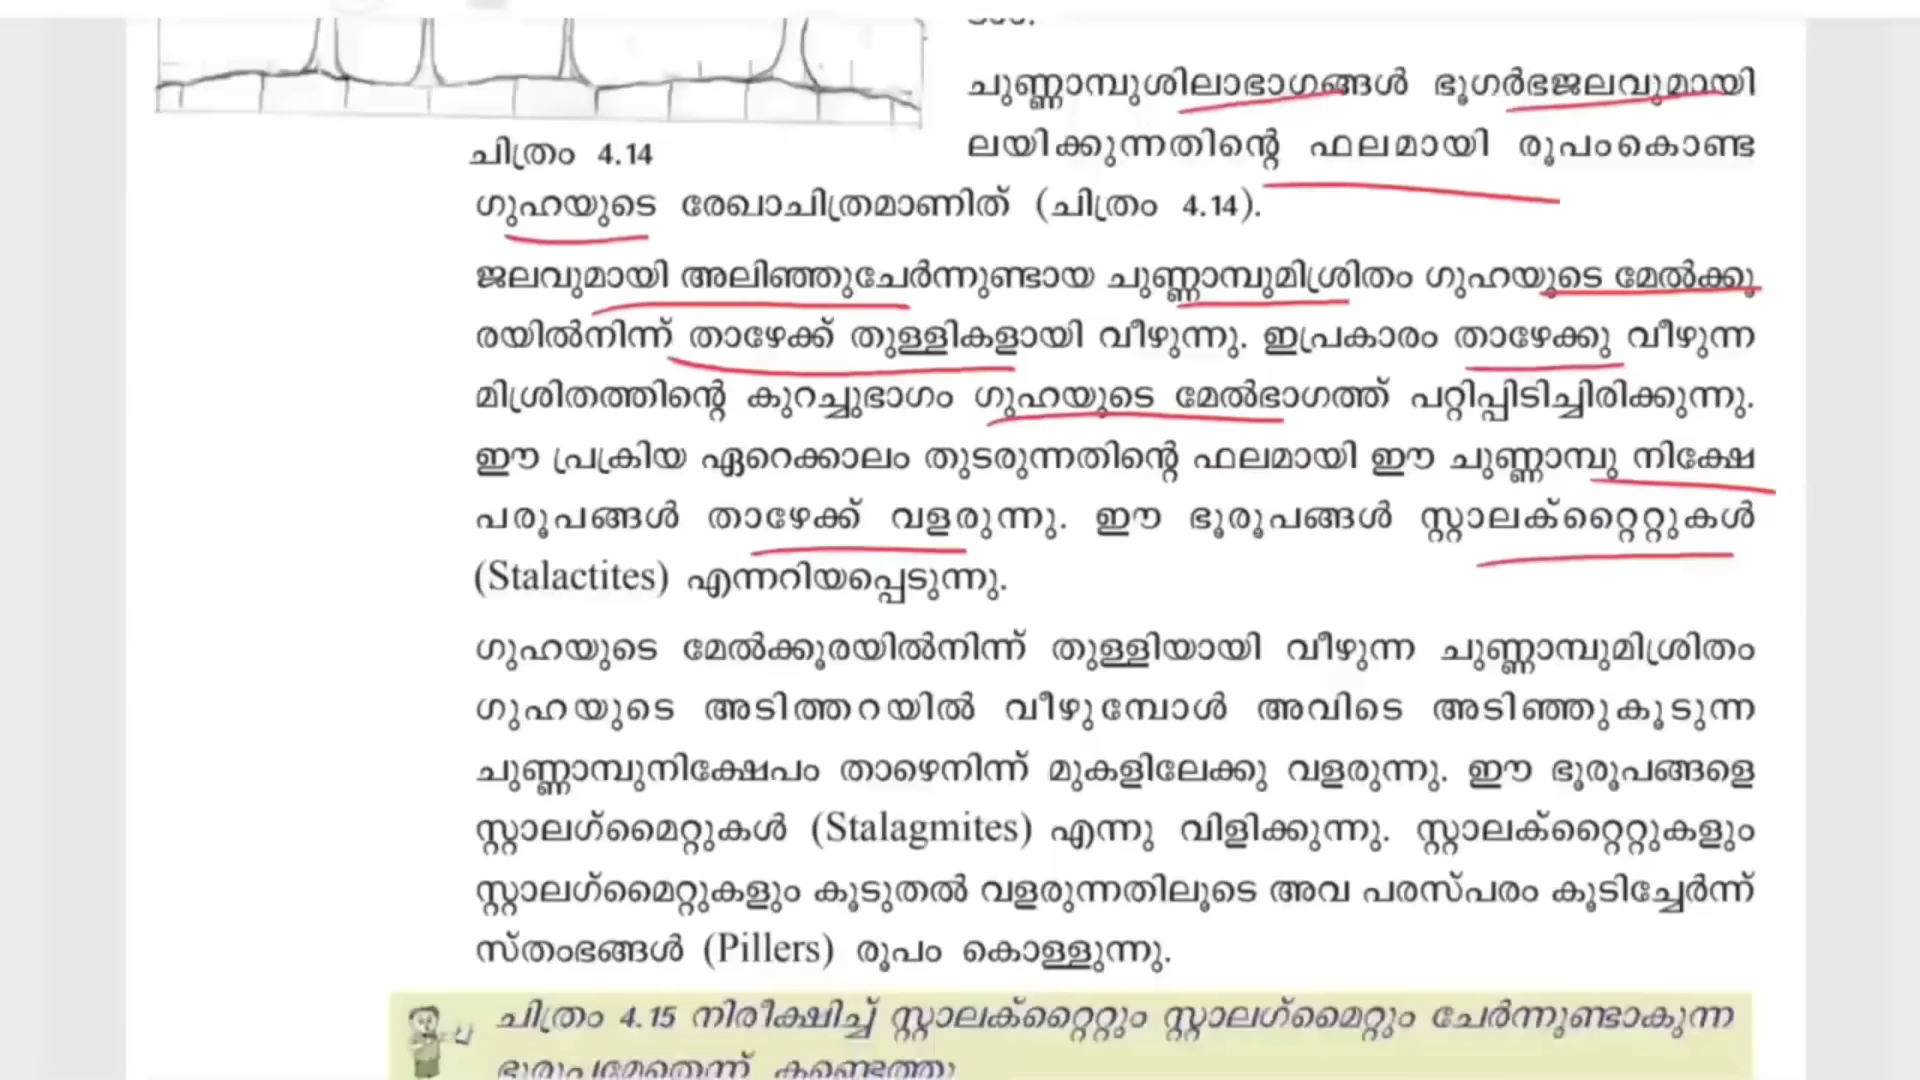 ചുണ്ണാമ്പുശിലാഭാഗങ്ങൾ ഭൂഗർഭജലവുമായി
ലയിക്കുന്നതിന്റെ ഫലമായി രൂപംകൊണ്ട
ചിത്രം 4.14
ഗുഹയുടെ രേഖാചിത്രമാണിത് (ചിത്രം 4.14).
ജലവുമായി അലിഞ്ഞുചേർന്നുണ്ടായ ചുണ്ണാമ്പുമിശ്രിതം ഗുഹയുടെ മേൽക്കൂ
രയിൽനിന്ന് താഴേക്ക് തുള്ളികളായി വീഴുന്നു. ഇപ്രകാരം താഴേക്കു വീഴുന്ന
മിശ്രിതത്തിന്റെ കുറച്ചുഭാഗം ഗുഹയുടെ മേൽഭാഗത്ത് പറ്റിപ്പിടിച്ചിരിക്കുന്നു.
ഈ പ്രക്രിയ ഏറെക്കാലം തുടരുന്നതിന്റെ ഫലമായി ഈ ചുണ്ണാമ്പു നിക്ഷേ
പരൂപങ്ങൾ താഴേക്ക് വളരുന്നു. ഈ ഭൂരൂപങ്ങൾ സ്റ്റാലക്റ്റൈറ്റുകൾ
(Stalactites) എന്നറിയപ്പെടുന്നു.
ഗുഹയുടെ മേൽക്കൂരയിൽനിന്ന് തുള്ളിയായി വീഴുന്ന ചുണ്ണാമ്പുമിശ്രിതം
ഗുഹയുടെ അടിത്തറയിൽ വീഴുമ്പോൾ അവിടെ അടിഞ്ഞുകൂടുന്ന
ചുണ്ണാമ്പുനിക്ഷേപം താഴെനിന്ന് മുകളിലേക്കു വളരുന്നു. ഈ ഭൂരൂപങ്ങളെ
സ്റ്റാലഗ്മൈറ്റുകൾ (Stalagmites) എന്നു വിളിക്കുന്നു. സ്റ്റാലക്റ്റൈറ്റുകളും
സ്റ്റാലഗ്മൈറ്റുകളും കൂടുതൽ വളരുന്നതിലൂടെ അവ പരസ്പരം കൂടിച്ചേർന്ന്
സ്തംഭങ്ങൾ (Pillers) രൂപം കൊള്ളുന്നു.
ചിത്രം 4.15 നിരീക്ഷിച്ച് സ്റ്റാലക്റ്റൈറ്റും സ്റ്റാലഗ്മൈറ്റും ചേർന്നുണ്ടാകുന്ന
ഭൂരൂപമേതെന്ന് കണ്ടെത്തൂ